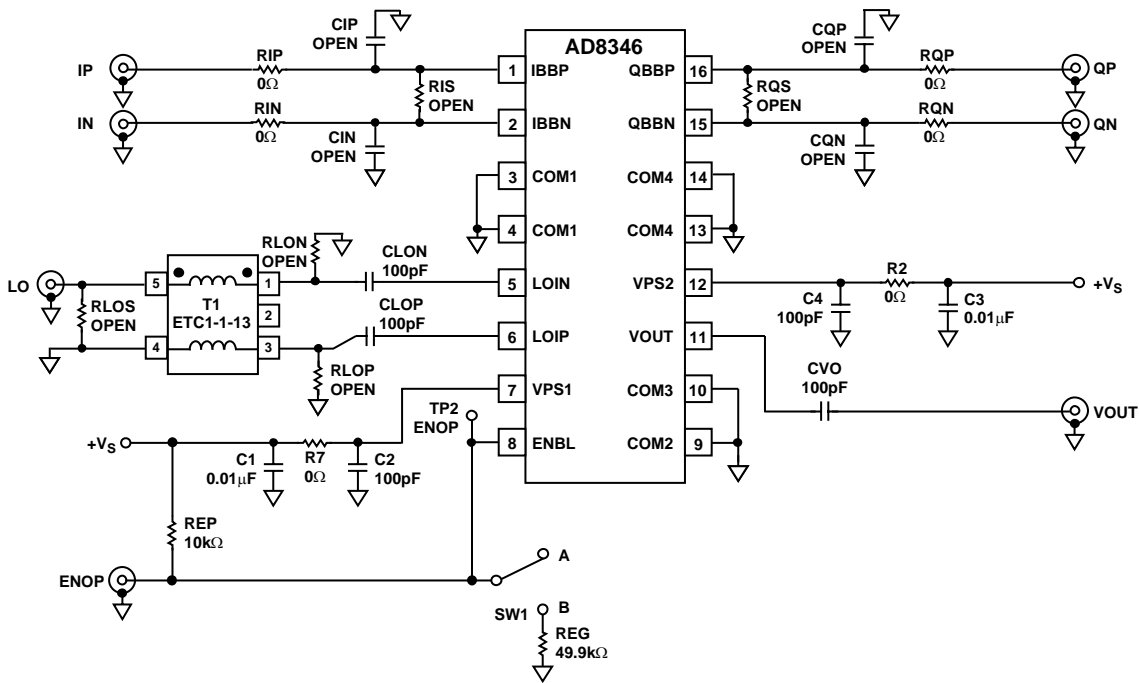 AD8346
CIP
OPEN
IP
RIP
0Ω
RIS
OPEN
1
IBBP
IN
RIN
0Ω
CIN
OPEN
2
IBBN
3
COM1
4
COM1
QBBP
16
QBBN
15
COM4
14
COM4
13
CQP
OPEN
RQP
0Ω
QP
RQS
OPEN
RQN
0Ω
QN
CQN
OPEN
LO
RLOS
OPEN
5
1
T1
ETC1-1-13
2
4
3
RLON
OPEN
CLON
100pF
CLOP
100pF
RLOP
OPEN
5
LOIN
6
LOIP
7
VPS1
8
ENBL
VPS2
12
VOUT
11
COM3
10
COM2
9
R2
0Ω
C4
100pF
C3
0.01µF
+VS
CVO
100pF
VOUT
TP2
ENOP
+VS
C1
0.01µF
R7
0Ω
C2
100pF
REP
10kΩ
ENOP
A
SW1
B
REG
49.9kΩ